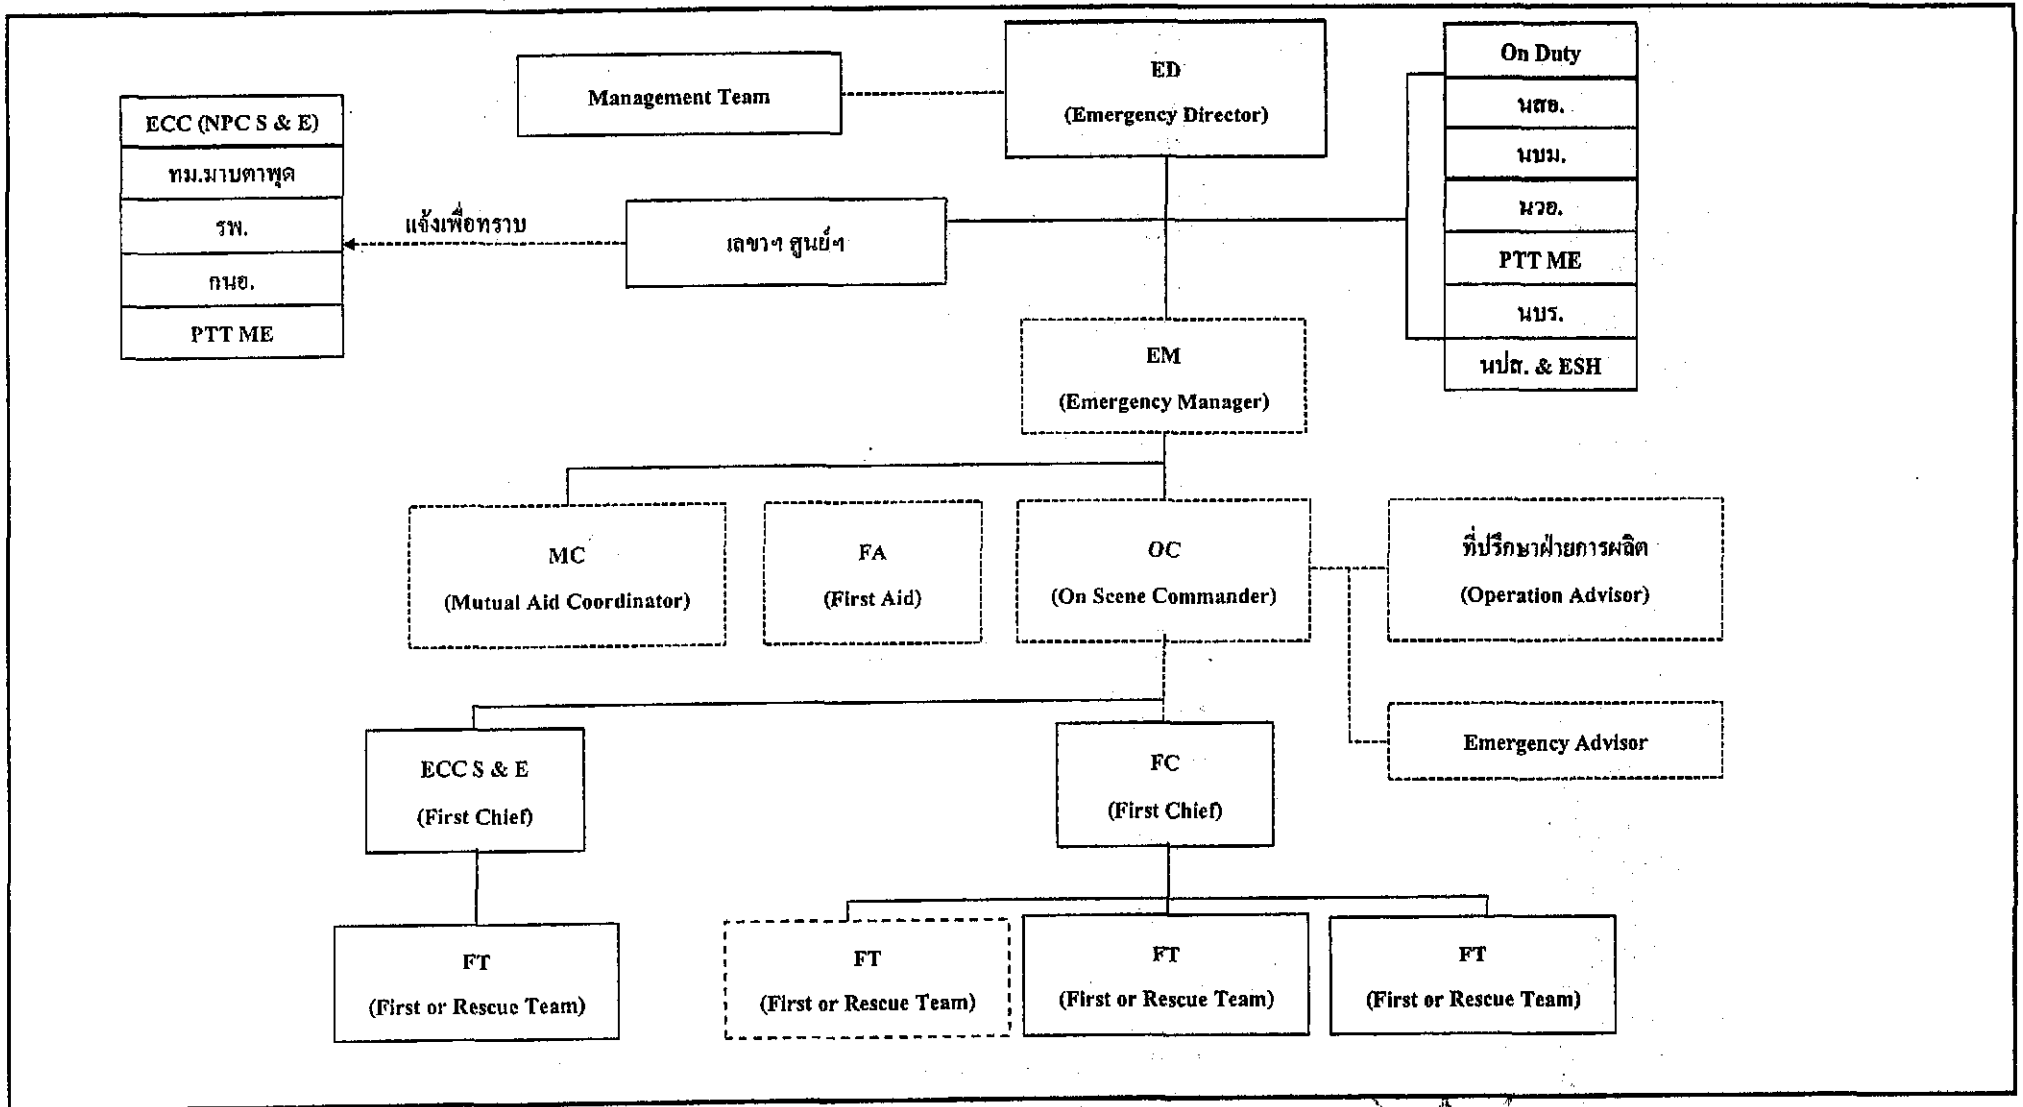 Management Team
ED
(Emergency Director)
On Duty
นสอ.
นบม.
นวอ.
PTT ME
นบร.
นปส. & ESH
ECC (NPC S & E)
ทม.มาบตาพุด
รพ.
กนอ.
PTT ME
แจ้งเพื่อทราบ
เลขาฯ ศูนย์ฯ
EM
(Emergency Manager)
MC
(Mutual Aid Coordinator)
FA
(First Aid)
OC
(On Scene Commander)
ที่ปรึกษาฝ่ายการผลิต
(Operation Advisor)
Emergency Advisor
ECC S & E
(First Chief)
FC
(First Chief)
FT
(First or Rescue Team)
FT
(First or Rescue Team)
FT
(First or Rescue Team)
FT
(First or Rescue Team)